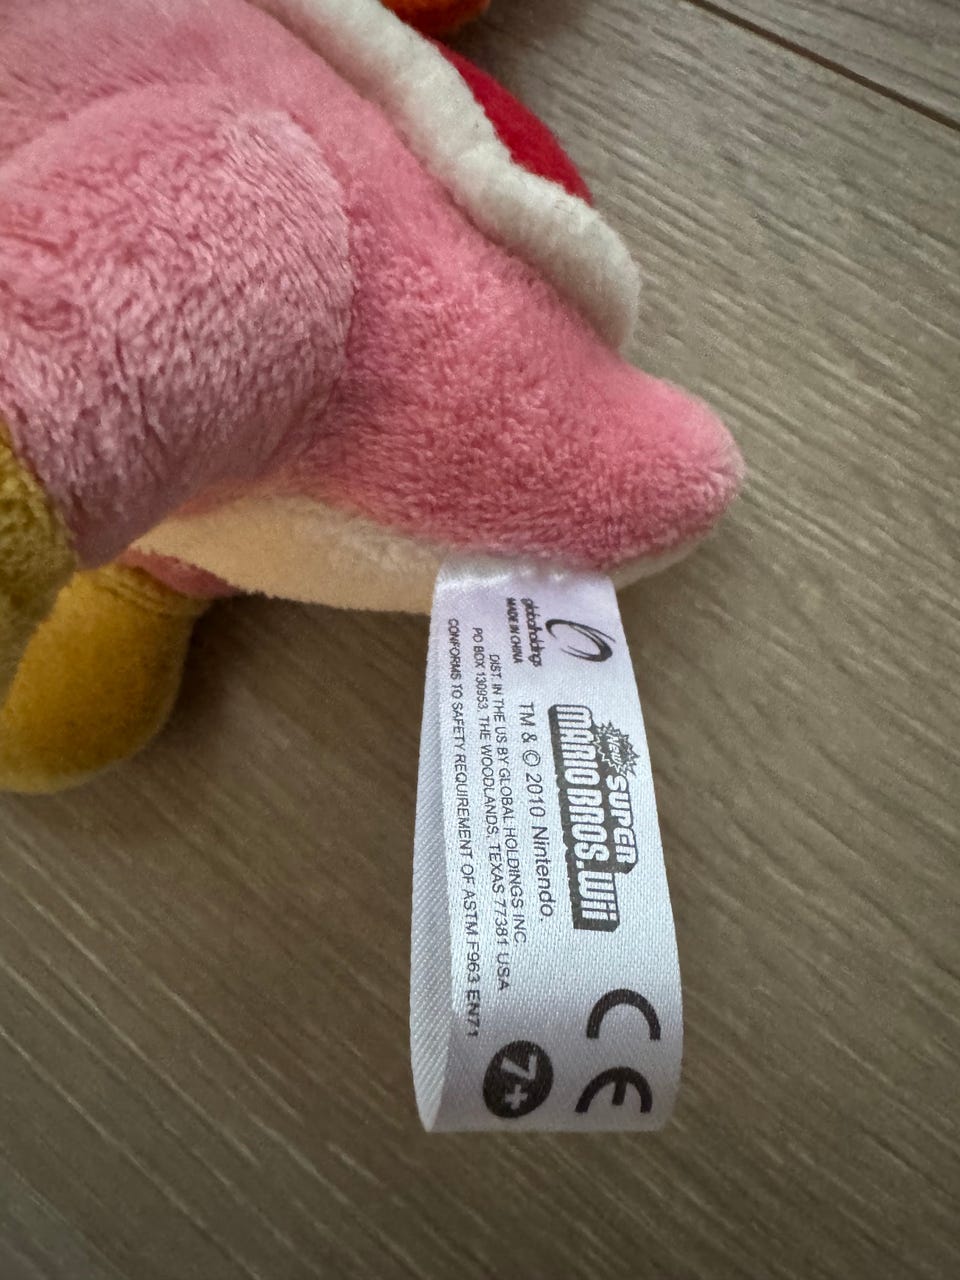 globalholdings
MADE IN CHINA
NEW
SUPER
MARIO BROS. Wii
TM & © 2010 Nintendo.
DIST. IN THE US BY GLOBAL HOLDINGS INC.
PO BOX 130953, THE WOODLANDS, TEXAS 77381 USA
CONFORMS TO SAFETY REQUIREMENT OF ASTM F963 EN71
CE
7+